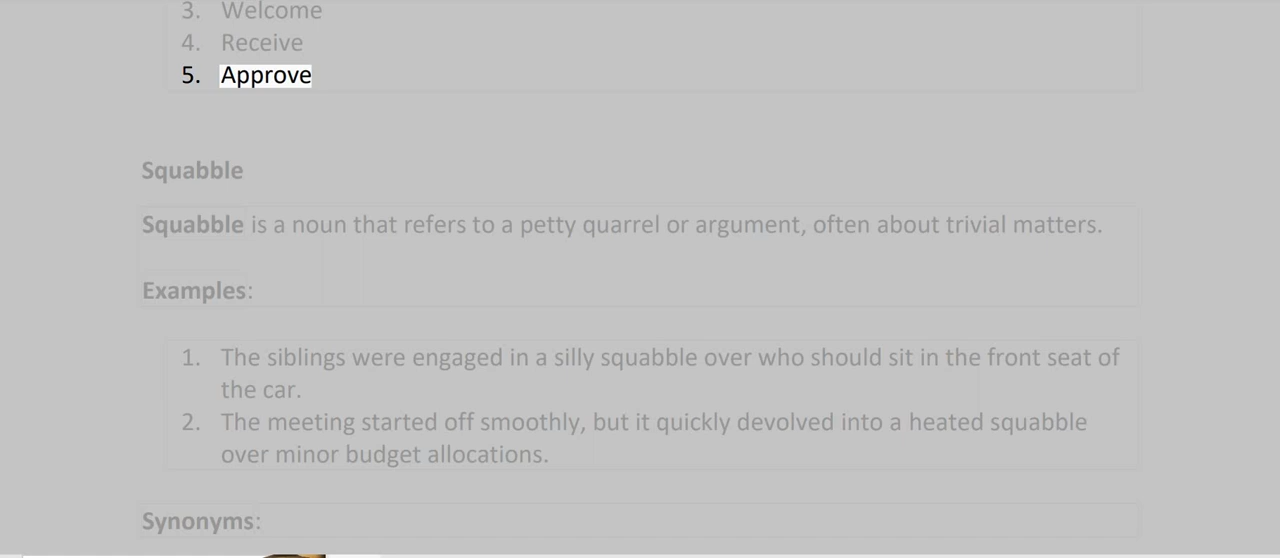 3. Welcome
4. Receive
5. Approve
Squabble
Squabble is a noun that refers to a petty quarrel or argument, often about trivial matters.
Examples:
1. The siblings were engaged in a silly squabble over who should sit in the front seat of
the car.
2. The meeting started off smoothly, but it quickly devolved into a heated squabble
over minor budget allocations.
Synonyms: